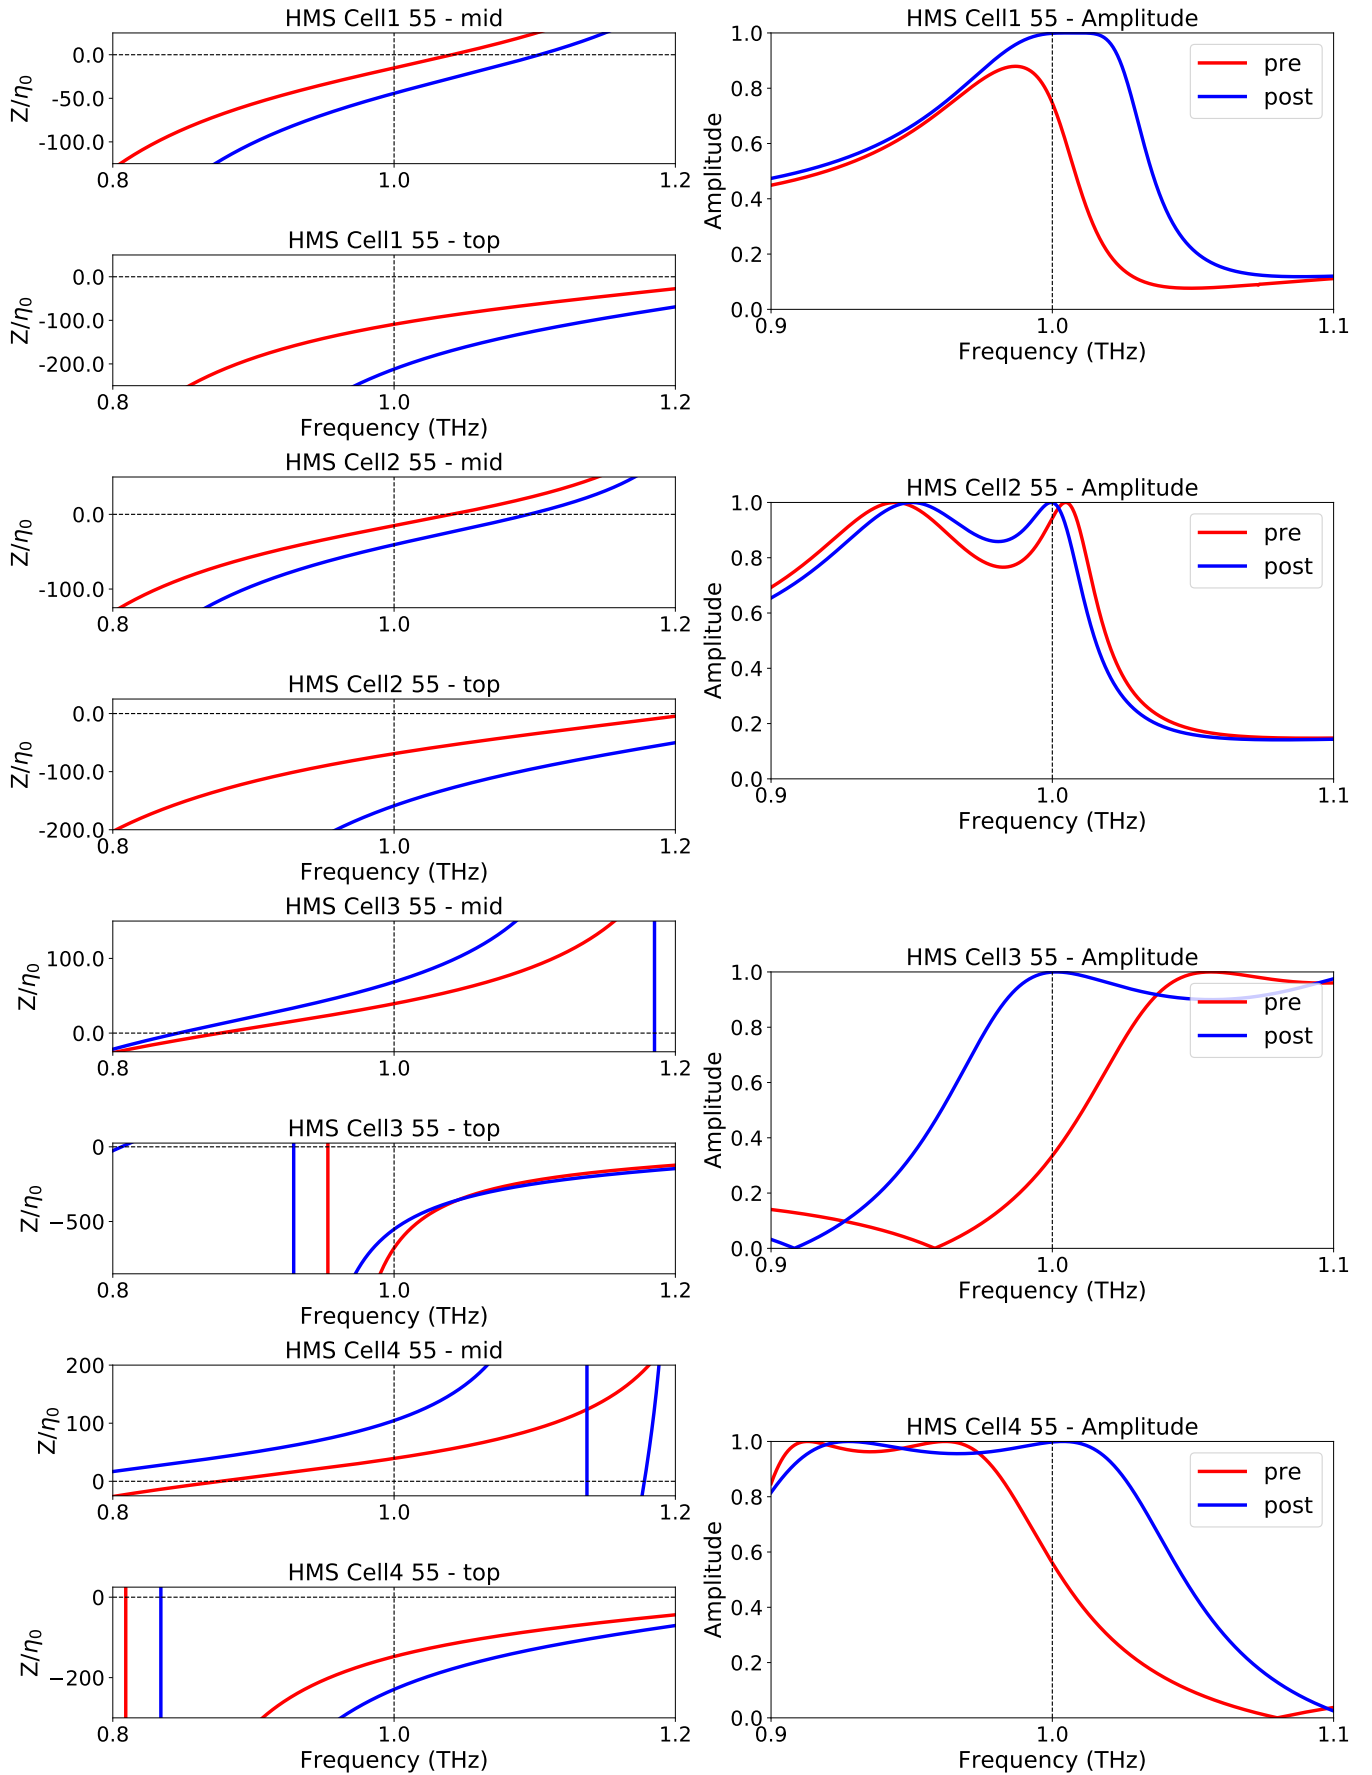 HMS Cell1 55 - mid
Z/η0
0.0
-50.0
-100.0
0.8 1.0 1.2
HMS Cell1 55 - top
Z/η0
0.0
-100.0
-200.0
0.8 1.0 1.2
Frequency (THz)
HMS Cell1 55 - Amplitude
Amplitude
1.0
0.8
0.6
0.4
0.2
0.0
0.9 1.0 1.1
Frequency (THz)
pre
post
HMS Cell2 55 - mid
Z/η0
0.0
-100.0
0.8 1.0 1.2
HMS Cell2 55 - top
Z/η0
0.0
-100.0
-200.0
0.8 1.0 1.2
Frequency (THz)
HMS Cell2 55 - Amplitude
Amplitude
1.0
0.8
0.6
0.4
0.2
0.0
0.9 1.0 1.1
Frequency (THz)
pre
post
HMS Cell3 55 - mid
Z/η0
100.0
0.0
0.8 1.0 1.2
HMS Cell3 55 - top
Z/η0
0
−500
0.8 1.0 1.2
Frequency (THz)
HMS Cell3 55 - Amplitude
Amplitude
1.0
0.8
0.6
0.4
0.2
0.0
0.9 1.0 1.1
Frequency (THz)
pre
post
HMS Cell4 55 - mid
Z/η0
200
100
0
0.8 1.0 1.2
HMS Cell4 55 - top
Z/η0
0
−200
0.8 1.0 1.2
Frequency (THz)
HMS Cell4 55 - Amplitude
Amplitude
1.0
0.8
0.6
0.4
0.2
0.0
0.9 1.0 1.1
Frequency (THz)
pre
post